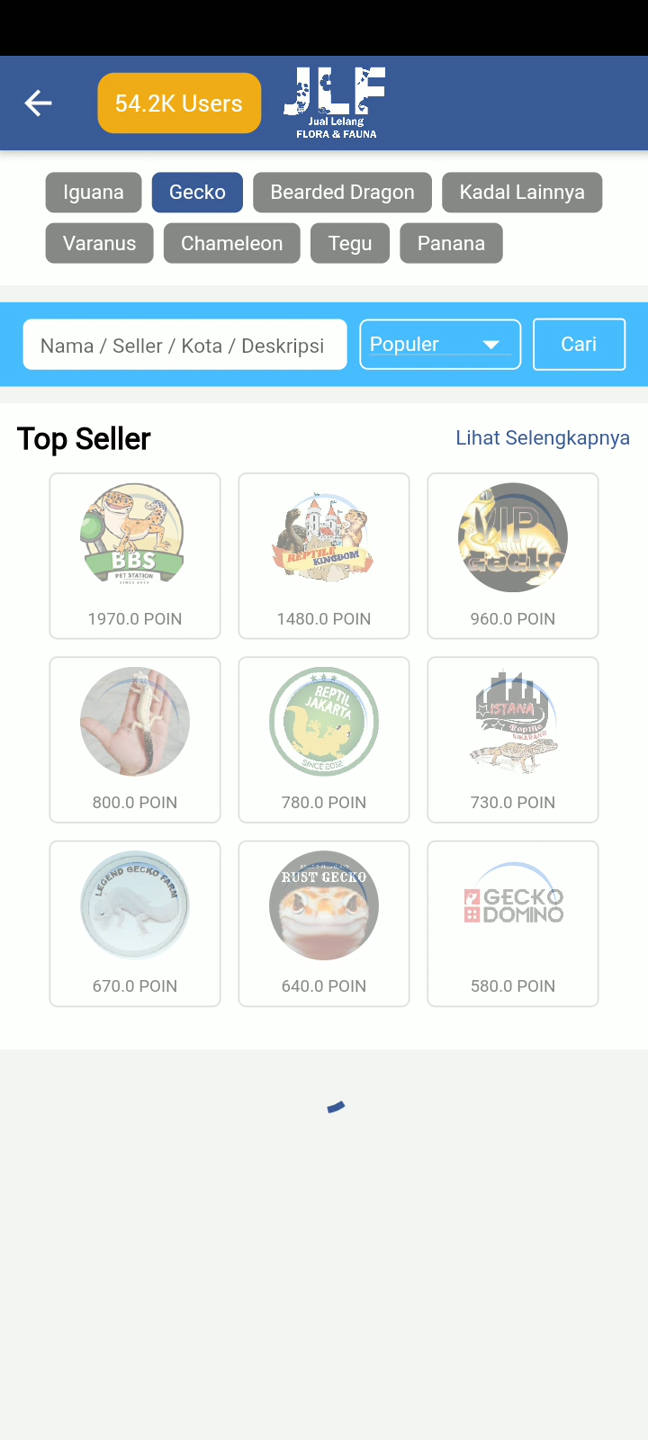 54.2K Users
JLF
Jual Lelang
FLORA & FAUNA
Iguana Gecko Bearded Dragon Kadal Lainnya
Varanus Chameleon Tegu Panana
Nama / Seller / Kota / Deskripsi Populer Cari
Top Seller Lihat Selengkapnya
BBS
PET STATION
REPTILE
KINGDOM
VIP
Gecko
1970.0 POIN 1480.0 POIN 960.0 POIN
REPTIL
JAKARTA
SINCE 2012
ISTANA
Reptile
CIKARANG
800.0 POIN 780.0 POIN 730.0 POIN
LEGEND GECKO FARM
RUST GECKO
GECKO
DOMINO
670.0 POIN 640.0 POIN 580.0 POIN